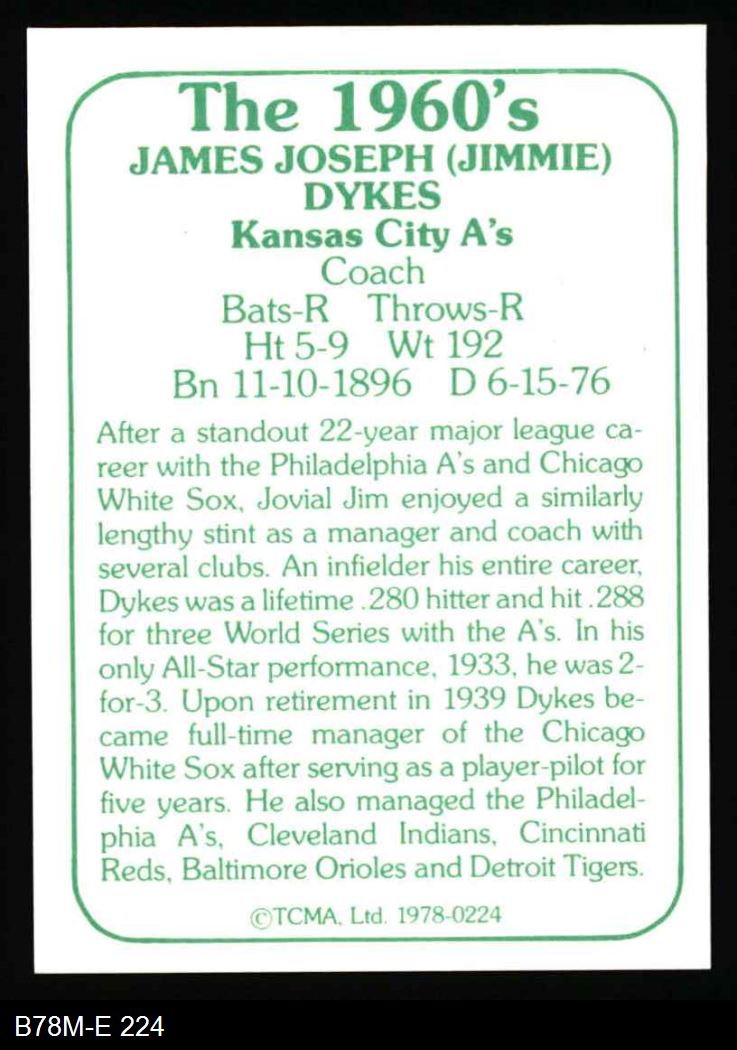 The 1960's
JAMES JOSEPH (JIMMIE)
DYKES
Kansas City A's
Coach
Bats-R Throws-R
Ht 5-9 Wt 192
Bn 11-10-1896 D 6-15-76
After a standout 22-year major league ca-
reer with the Philadelphia A's and Chicago
White Sox, Jovial Jim enjoyed a similarly
lengthy stint as a manager and coach with
several clubs. An infielder his entire career,
Dykes was a lifetime .280 hitter and hit .288
for three World Series with the A's. In his
only All-Star performance, 1933, he was 2-
for-3. Upon retirement in 1939 Dykes be-
came full-time manager of the Chicago
White Sox after serving as a player-pilot for
five years. He also managed the Philadel-
phia A's, Cleveland Indians, Cincinnati
Reds, Baltimore Orioles and Detroit Tigers.
©TCMA, Ltd. 1978-0224
B78M-E 224